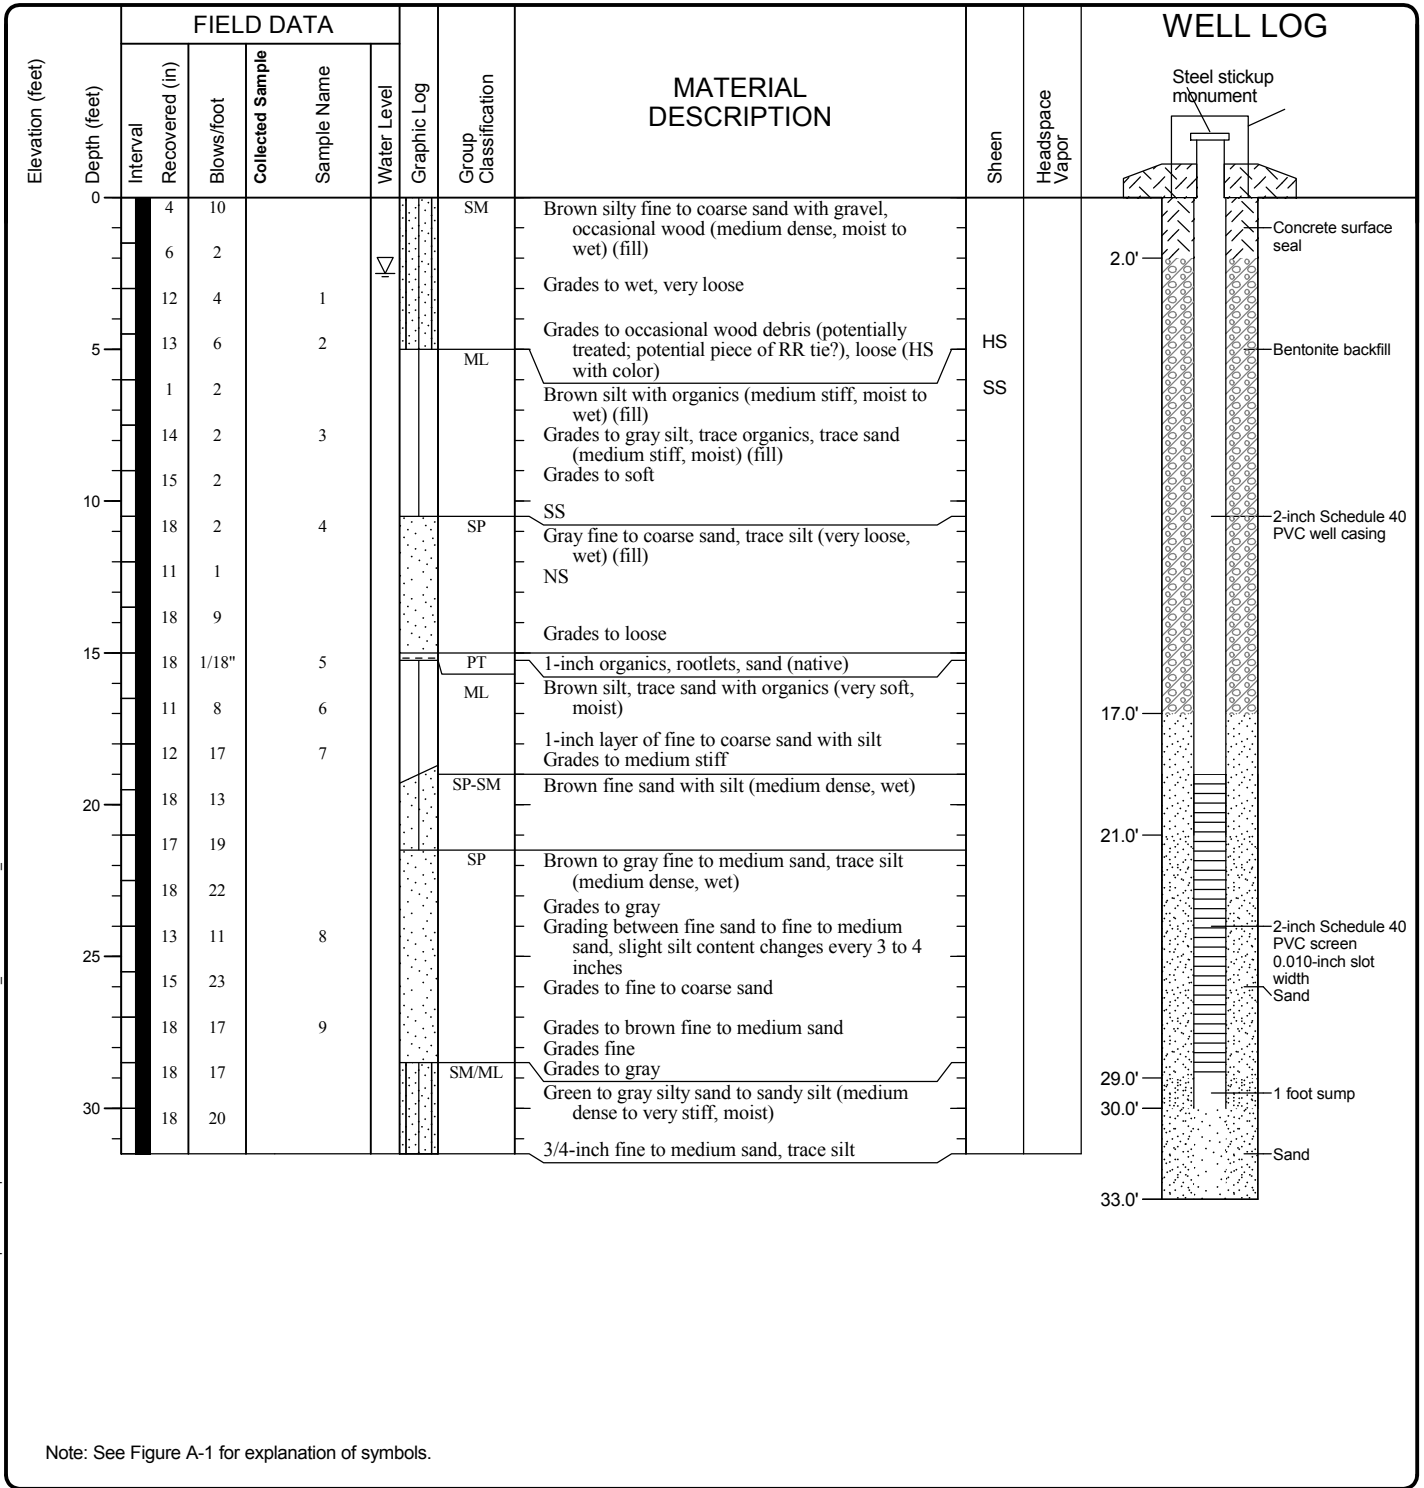 FIELD DATA
WELL LOG
Elevation (feet)
Depth (feet)
Interval
Recovered (in)
Blows/foot
Collected Sample
Sample Name
Water Level
Graphic Log
Group
Classification
MATERIAL
DESCRIPTION
Sheen
Headspace
Vapor
Steel stickup
monument
0
4 10 SM Brown silty fine to coarse sand with gravel,
occasional wood (medium dense, moist to
wet) (fill)
Concrete surface
seal
6 2
2.0'
Grades to wet, very loose
12 4 1
Grades to occasional wood debris (potentially
treated; potential piece of RR tie?), loose (HS
with color)
13 6 2 HS
5 ML Bentonite backfill
1 2 SS
Brown silt with organics (medium stiff, moist to
wet) (fill)
14 2 3 Grades to gray silt, trace organics, trace sand
(medium stiff, moist) (fill)
15 2 Grades to soft
10
SS
18 2 4 SP Gray fine to coarse sand, trace silt (very loose,
wet) (fill)
2-inch Schedule 40
PVC well casing
11 1 NS
18 9
Grades to loose
15
18 1/18" 5 PT 1-inch organics, rootlets, sand (native)
ML Brown silt, trace sand with organics (very soft,
moist)
11 8 6
17.0'
1-inch layer of fine to coarse sand with silt
12 17 7 Grades to medium stiff
SP-SM Brown fine sand with silt (medium dense, wet)
18 13
20
21.0'
17 19
SP Brown to gray fine to medium sand, trace silt
(medium dense, wet)
18 22
Grades to gray
13 11 8 Grading between fine sand to fine to medium
sand, slight silt content changes every 3 to 4
inches
2-inch Schedule 40
PVC screen
0.010-inch slot
width
Sand
25
15 23 Grades to fine to coarse sand
18 17 9 Grades to brown fine to medium sand
Grades fine
18 17 SM/ML Grades to gray
29.0'
Green to gray silty sand to sandy silt (medium
dense to very stiff, moist)
1 foot sump
30 30.0'
18 20
3/4-inch fine to medium sand, trace silt
Sand
33.0'
Note: See Figure A-1 for explanation of symbols.